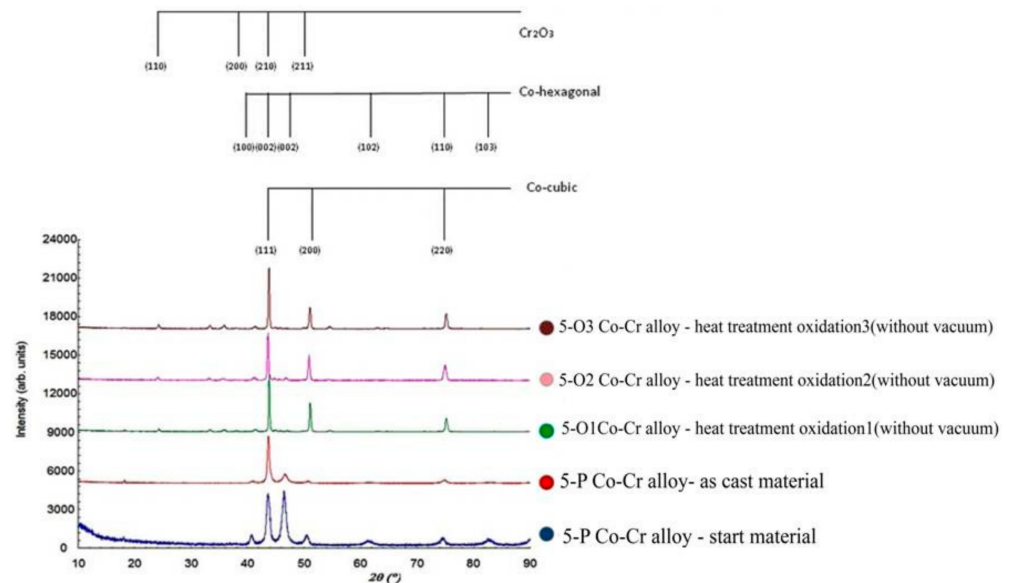 Cr2O3
(110) (200) (210) (211)
Co-hexagonal
(100)(002)(002) (102) (110) (103)
Co-cubic
(111) (200) (220)
24000
21000
18000
15000
12000
9000
6000
3000
0
Intensity (arb. units)
10 20 30 40 50 60 70 80 90
2θ (°)
5-O3 Co-Cr alloy - heat treatment oxidation3(without vacuum)
5-O2 Co-Cr alloy - heat treatment oxidation2(without vacuum)
5-O1Co-Cr alloy - heat treatment oxidation1(without vacuum)
5-P Co-Cr alloy- as cast material
5-P Co-Cr alloy - start material